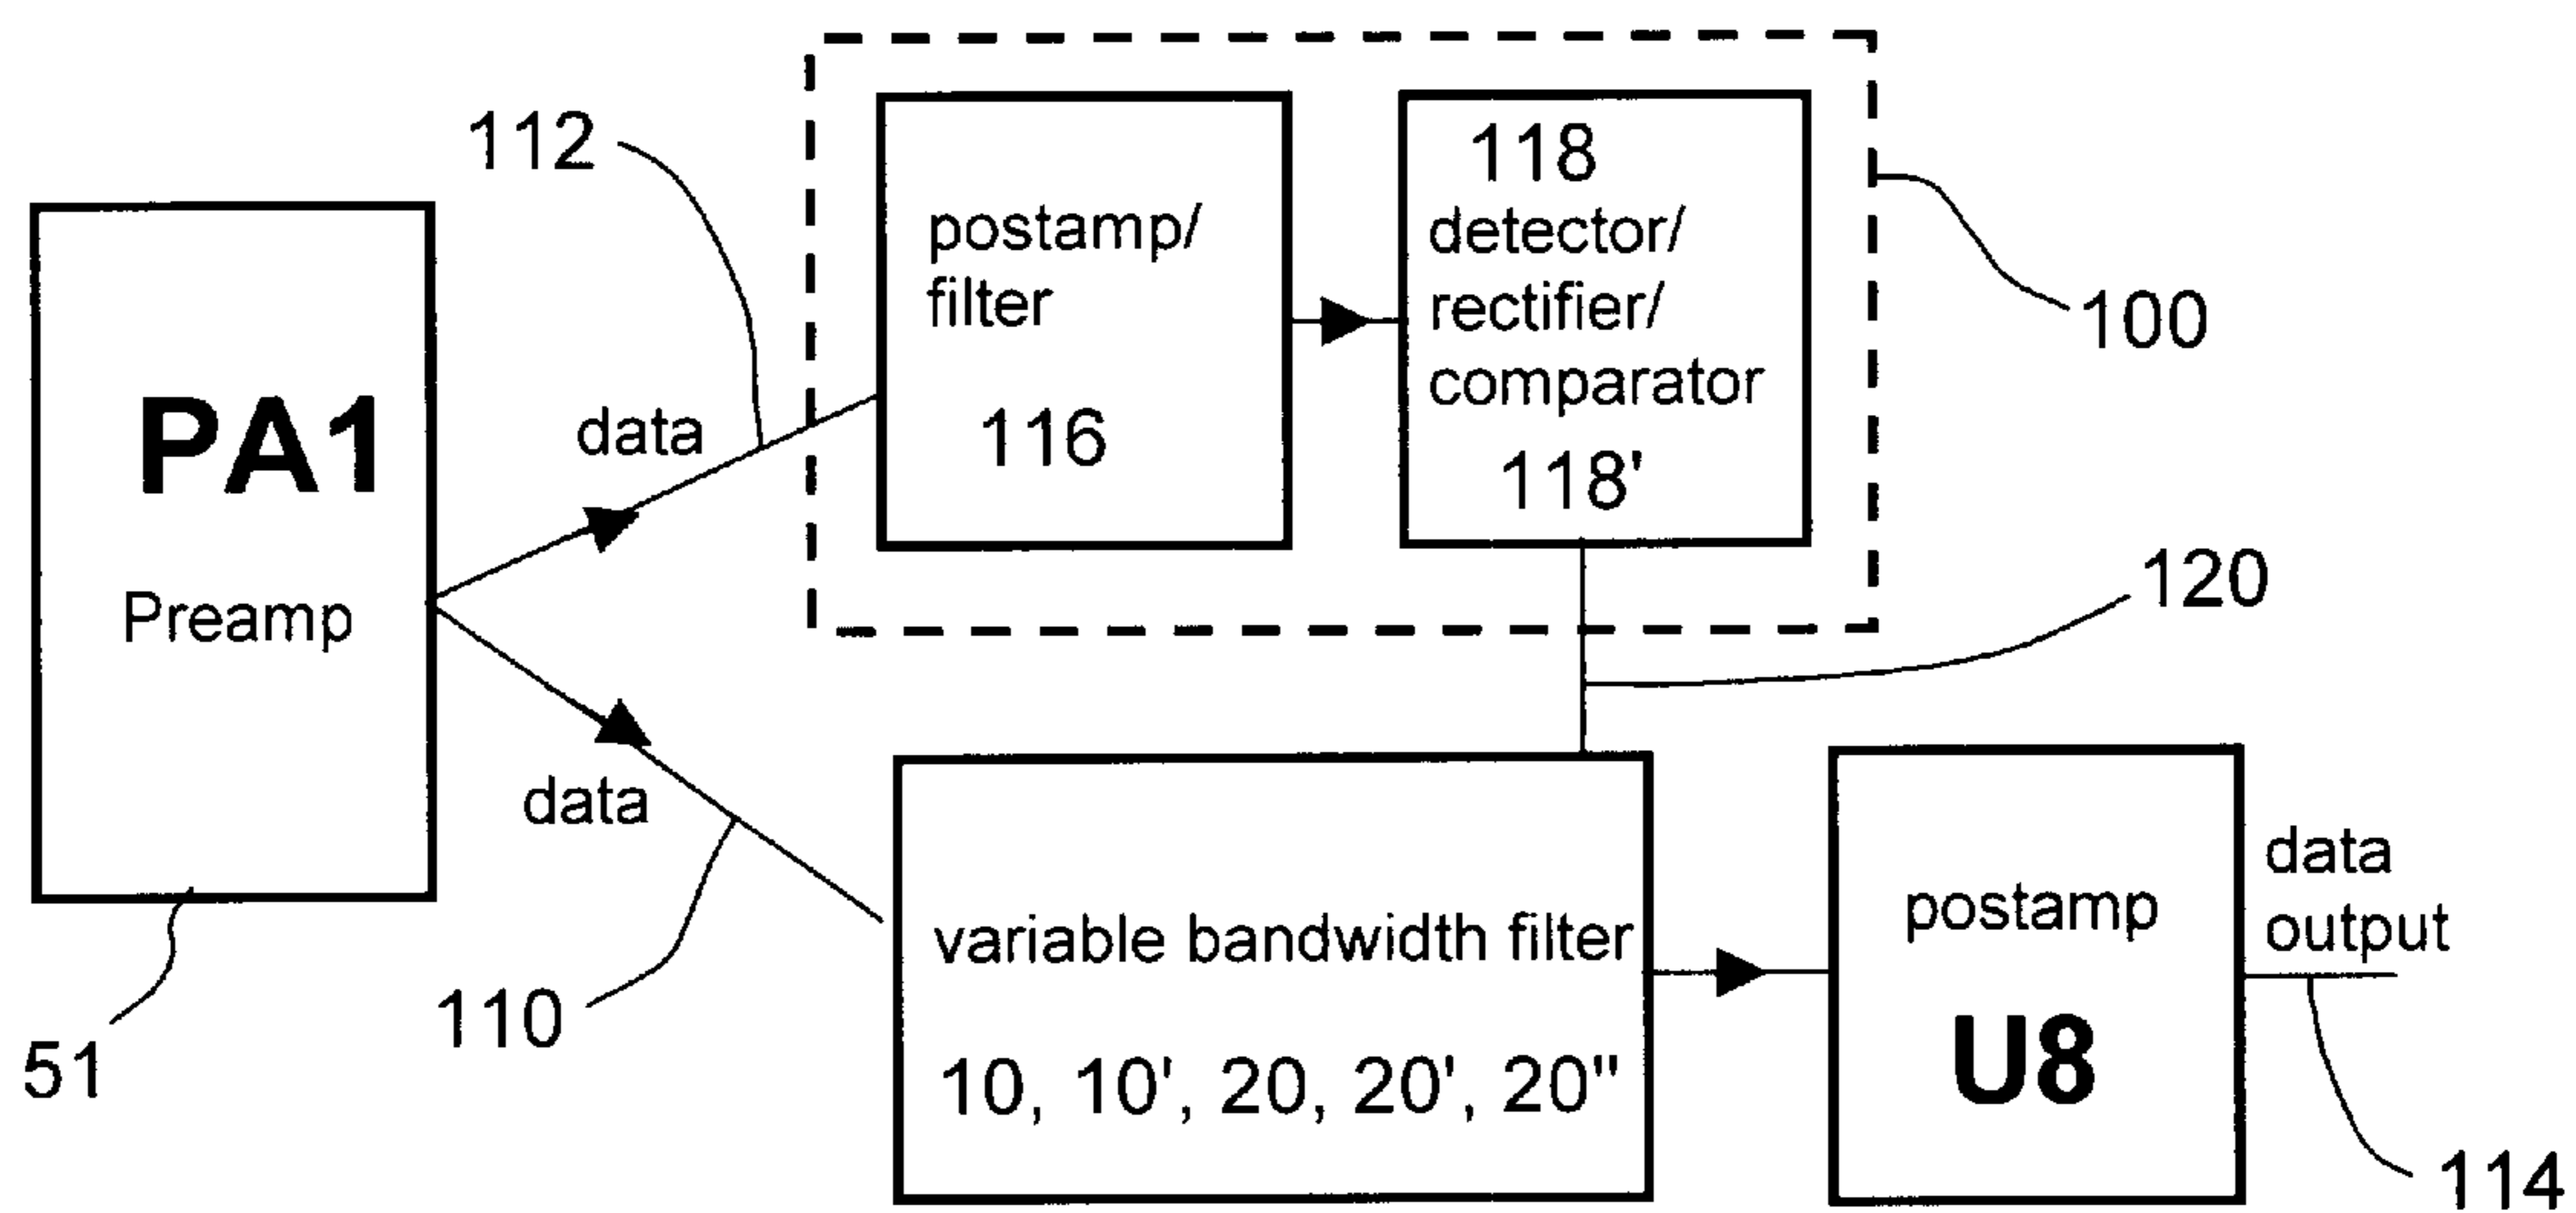 112
118
detector/
rectifier/
comparator
118'
postamp/
filter
116
100
PA1
Preamp
data
120
data
110
51
variable bandwidth filter
10, 10', 20, 20', 20"
postamp
U8
data
output
114